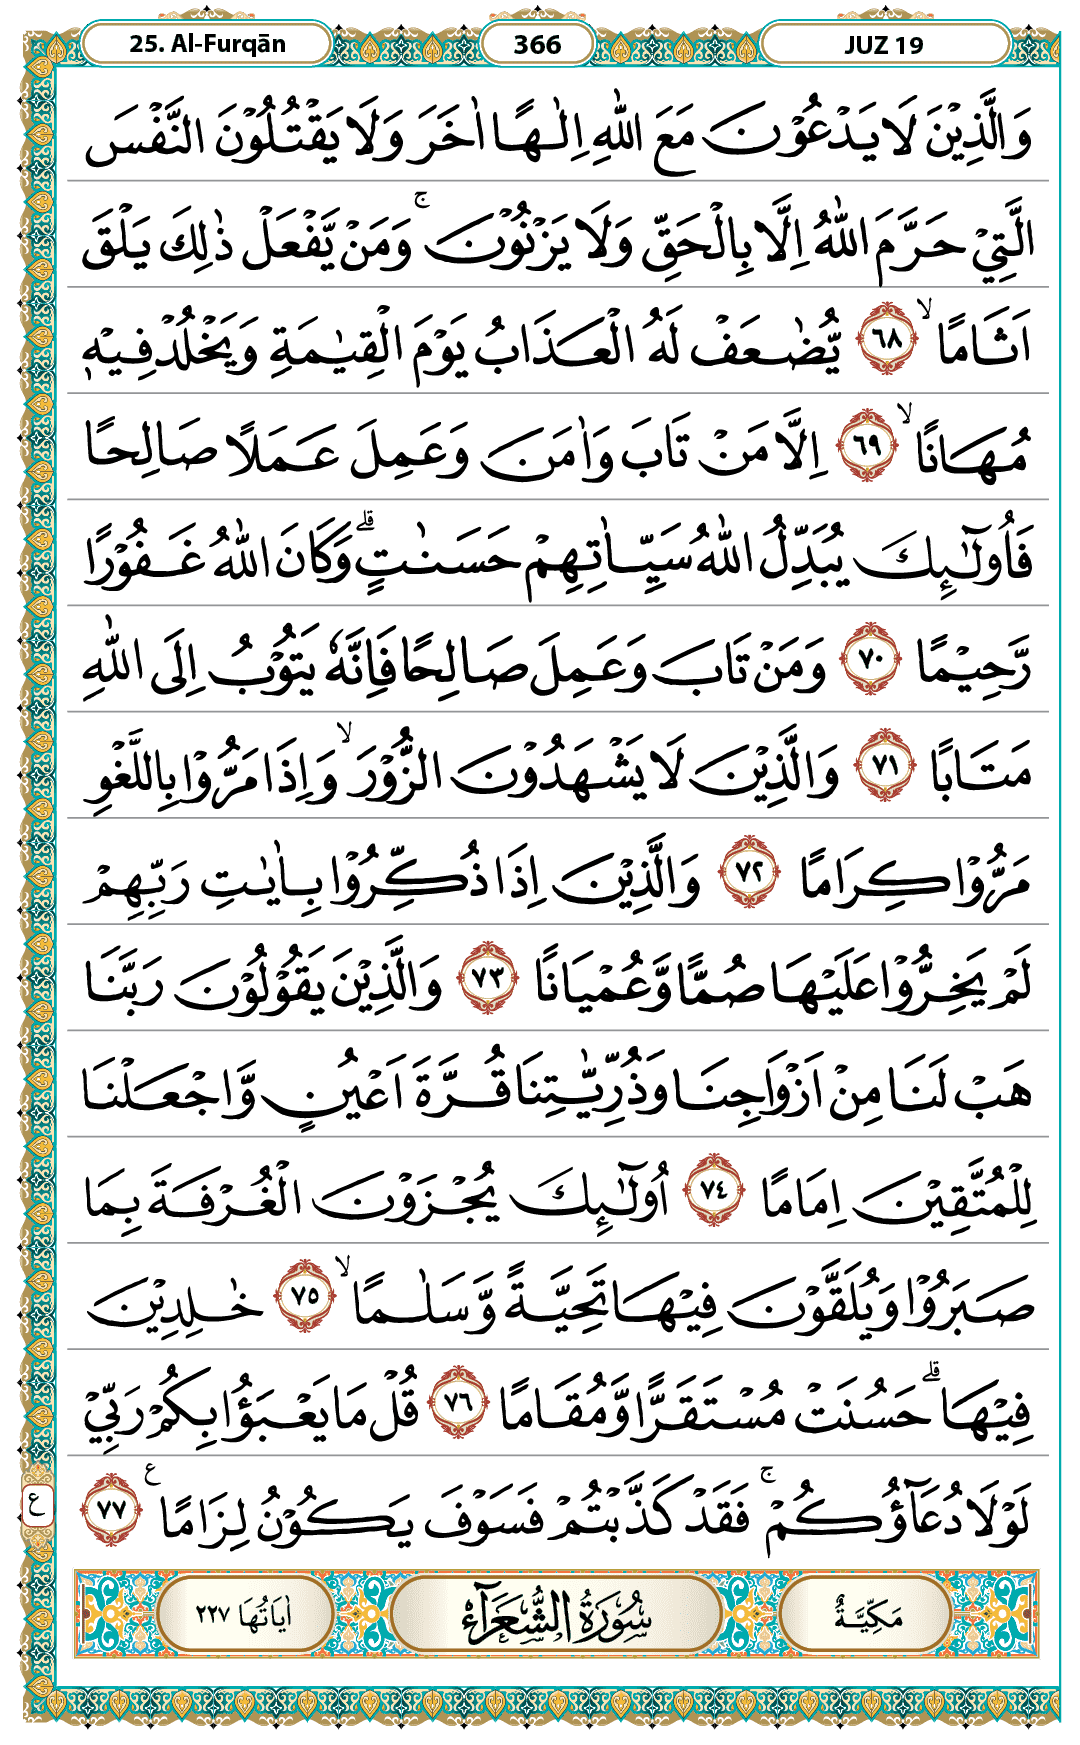 25. Al-Furqān
366
JUZ 19
وَالَّذِيْنَ لَا يَدْعُوْنَ مَعَ اللّٰهِ اِلٰـهًا اٰخَرَ وَلَا يَقْتُلُوْنَ النَّفْسَ
الَّتِيْ حَرَّمَ اللّٰهُ اِلَّا بِالْحَقِّ وَلَا يَزْنُوْنَ ۚ وَمَنْ يَّفْعَلْ ذٰلِكَ يَلْقَ
اَثَامًا ۙ ٦٨ يُّضٰعَفْ لَهُ الْعَذَابُ يَوْمَ الْقِيٰمَةِ وَيَخْلُدْ فِيْهٖ
مُهَانًا ۙ ٦٩ اِلَّا مَنْ تَابَ وَاٰمَنَ وَعَمِلَ عَمَلًا صَالِحًا
فَاُولٰٓئِكَ يُبَدِّلُ اللّٰهُ سَيِّاٰتِهِمْ حَسَنٰتٍ ۗ وَكَانَ اللّٰهُ غَفُوْرًا
رَّحِيْمًا ٧٠ وَمَنْ تَابَ وَعَمِلَ صَالِحًا فَاِنَّهٗ يَتُوْبُ اِلَى اللّٰهِ
مَتَابًا ٧١ وَالَّذِيْنَ لَا يَشْهَدُوْنَ الزُّوْرَ ۙ وَاِذَا مَرُّوْا بِاللَّغْوِ
مَرُّوْا كِرَامًا ٧٢ وَالَّذِيْنَ اِذَا ذُكِّرُوْا بِاٰيٰتِ رَبِّهِمْ
لَمْ يَخِرُّوْا عَلَيْهَا صُمًّا وَّعُمْيَانًا ٧٣ وَالَّذِيْنَ يَقُوْلُوْنَ رَبَّنَا
هَبْ لَنَا مِنْ اَزْوَاجِنَا وَذُرِّيّٰتِنَا قُرَّةَ اَعْيُنٍ وَّاجْعَلْنَا
لِلْمُتَّقِيْنَ اِمَامًا ٧٤ اُولٰٓئِكَ يُجْزَوْنَ الْغُرْفَةَ بِمَا
صَبَرُوْا وَيُلَقَّوْنَ فِيْهَا تَحِيَّةً وَّسَلٰمًا ۙ ٧٥ خٰلِدِيْنَ
فِيْهَا ۗ حَسُنَتْ مُسْتَقَرًّا وَّمُقَامًا ٧٦ قُلْ مَا يَعْبَؤُا بِكُمْ رَبِّيْ
لَوْلَا دُعَآؤُكُمْ ۚ فَقَدْ كَذَّبْتُمْ فَسَوْفَ يَكُوْنُ لِزَامًا ع ٧٧
ع
مَكِّيَّةٌ
سُوْرَةُ الشُّعَرَآءِ
اٰيَاتُهَا ٢٢٧